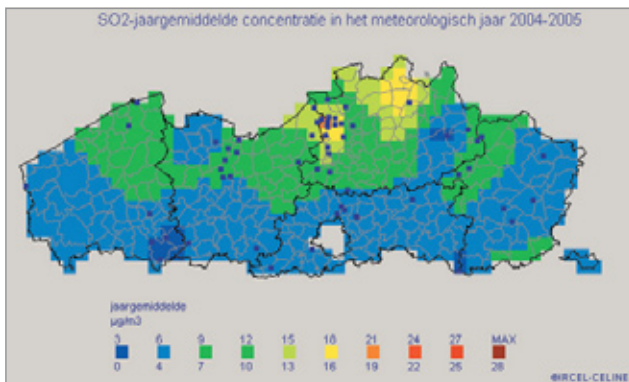 SO2-jaargemiddelde concentratie in het meteorologisch jaar 2004-2005
jaargemiddelde
µg/m3
3 6 9 12 15 18 21 24 27 MAX
0 4 7 10 13 16 19 22 25 28
©IRCEL-CELINE